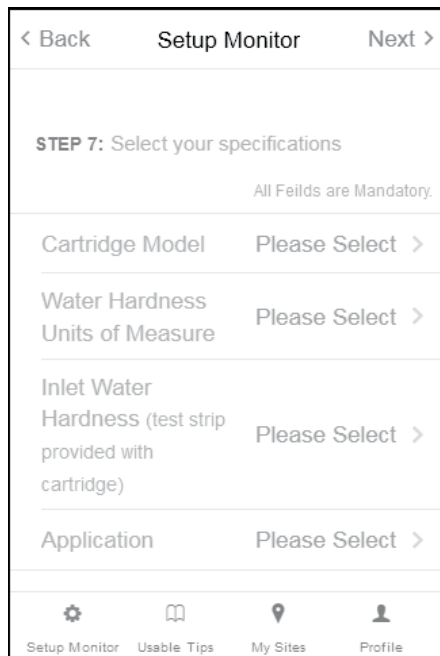 < Back Setup Monitor Next >
STEP 7: Select your specifications
All Feilds are Mandatory.
Cartridge Model Please Select >
Water Hardness
Units of Measure Please Select >
Inlet Water
Hardness (test strip
provided with
cartridge) Please Select >
Application Please Select >
Setup Monitor Usable Tips My Sites Profile